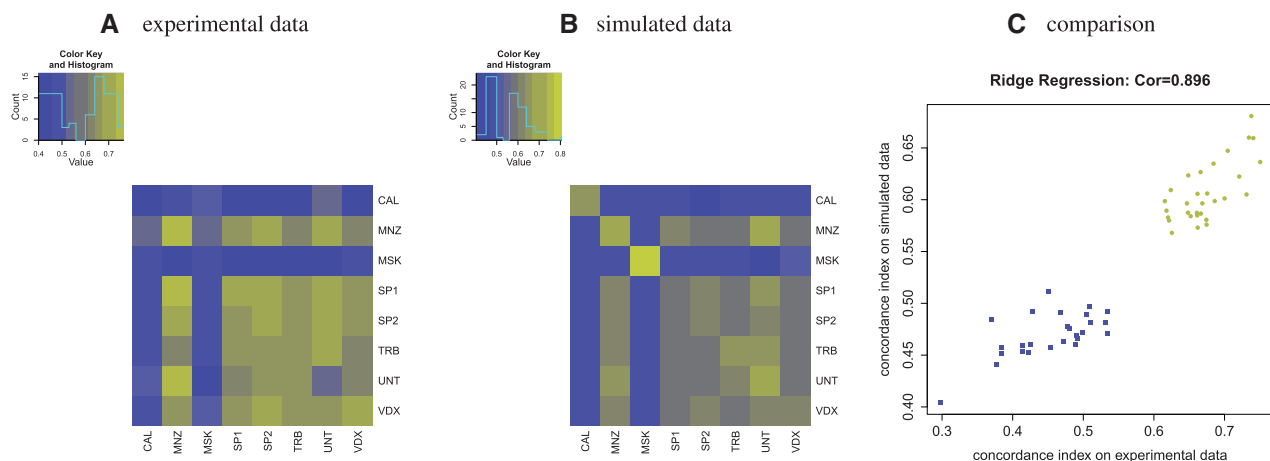 A experimental data
Color Key
and Histogram
Count
0 5 10 15
0.4 0.5 0.6 0.7
Value
CAL
MNZ
MSK
SP1
SP2
TRB
UNT
VDX
CAL MNZ MSK SP1 SP2 TRB UNT VDX
B simulated data
Color Key
and Histogram
Count
0 10 20
0.5 0.6 0.7 0.8
Value
CAL
MNZ
MSK
SP1
SP2
TRB
UNT
VDX
CAL MNZ MSK SP1 SP2 TRB UNT VDX
C comparison
Ridge Regression: Cor=0.896
concordance index on simulated data
0.40 0.45 0.50 0.55 0.60 0.65
0.3 0.4 0.5 0.6 0.7
concordance index on experimental data